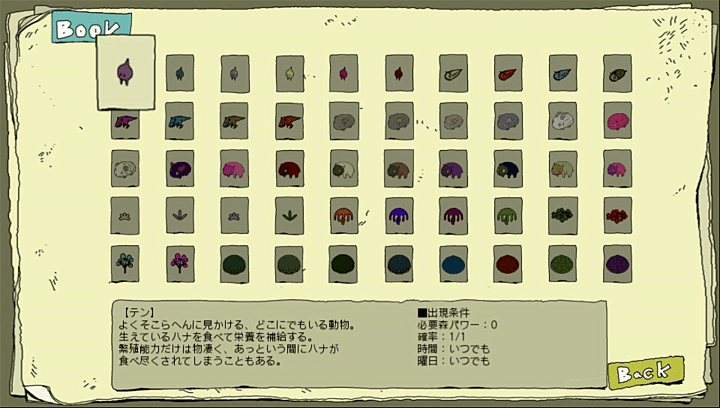 Book
【テン】
よくそこらへんに見かける、どこにでもいる動物。
生えているハナを食べて栄養を補給する。
繁殖能力だけは物凄く、あっという間にハナが
食べ尽くされてしまうこともある。
■出現条件
必要森パワー：0
確率：1/1
時間：いつでも
曜日：いつでも
Back